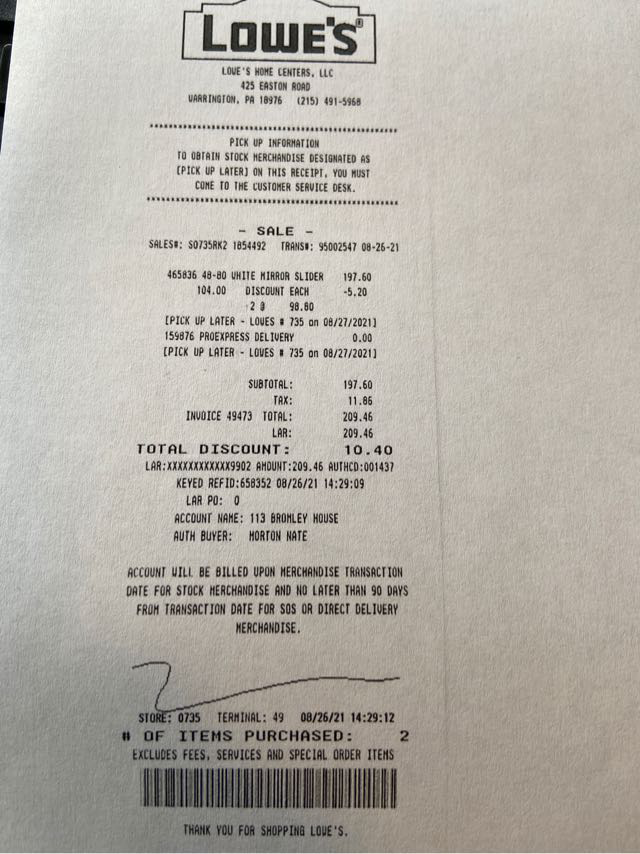 LOWE'S®
LOWE'S HOME CENTERS, LLC
425 EASTON ROAD
WARRINGTON, PA 18976 (215) 491-5968
PICK UP INFORMATION
TO OBTAIN STOCK MERCHANDISE DESIGNATED AS
[PICK UP LATER] ON THIS RECEIPT, YOU MUST
COME TO THE CUSTOMER SERVICE DESK.
- SALE -
SALES#: SO735RK2 1854492 TRANS#: 95002547 08-26-21
465836 48-80 WHITE MIRROR SLIDER 197.60
104.00 DISCOUNT EACH -5.20
2 @ 98.80
[PICK UP LATER - LOWES # 735 on 08/27/2021]
159876 PROEXPRESS DELIVERY 0.00
[PICK UP LATER - LOWES # 735 on 08/27/2021]
SUBTOTAL: 197.60
TAX: 11.86
INVOICE 49473 TOTAL: 209.46
LAR: 209.46
TOTAL DISCOUNT: 10.40
LAR:XXXXXXXXXXXX9902 AMOUNT:209.46 AUTHCD:001437
KEYED REFID:658352 08/26/21 14:29:09
LAR PO: 0
ACCOUNT NAME: 113 BROMLEY HOUSE
AUTH BUYER: MORTON NATE
ACCOUNT WILL BE BILLED UPON MERCHANDISE TRANSACTION
DATE FOR STOCK MERCHANDISE AND NO LATER THAN 90 DAYS
FROM TRANSACTION DATE FOR SOS OR DIRECT DELIVERY
MERCHANDISE.
STORE: 0735 TERMINAL: 49 08/26/21 14:29:12
# OF ITEMS PURCHASED: 2
EXCLUDES FEES, SERVICES AND SPECIAL ORDER ITEMS
THANK YOU FOR SHOPPING LOWE'S.